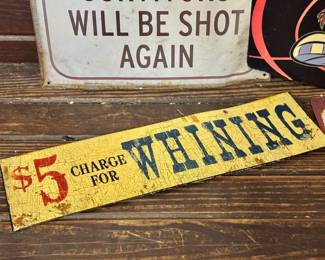 WILL BE SHOT
AGAIN
$5 CHARGE FOR WHINING